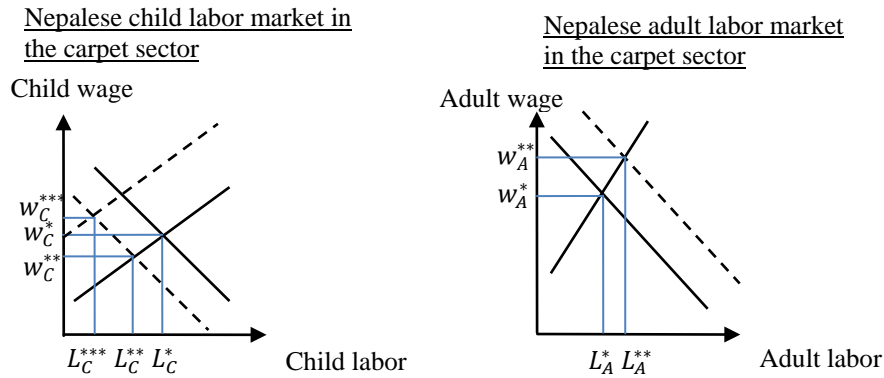 Nepalese child labor market in
the carpet sector
Child wage
w_C^{***}
w_C^*
w_C^{**}
L_C^{***} L_C^{**} L_C^* Child labor
Nepalese adult labor market
in the carpet sector
Adult wage
w_A^{**}
w_A^*
L_A^* L_A^{**} Adult labor